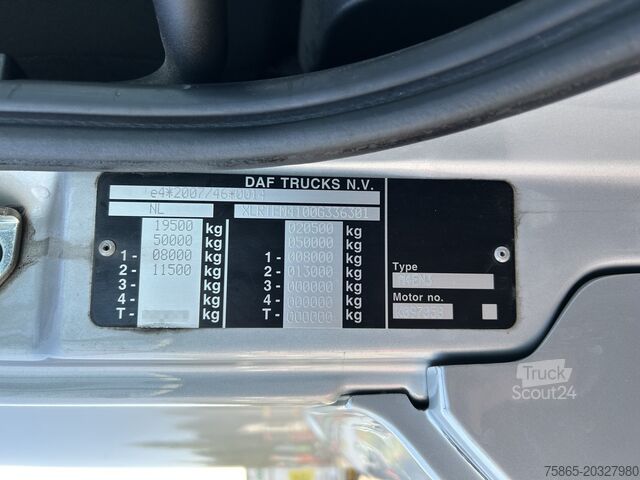 DAF TRUCKS N.V.
e4*2007/46*0014
NL
19500 kg 020500 kg
50000 kg 050000 kg
1- 08000 kg 1- 008000 kg
2- 11500 kg 2- 013000 kg
3- kg 3- 000000 kg
4- kg 4- 000000 kg
T- kg T- 000000 kg
Type
Motor no.
Truck
Scout24
75865-20327980